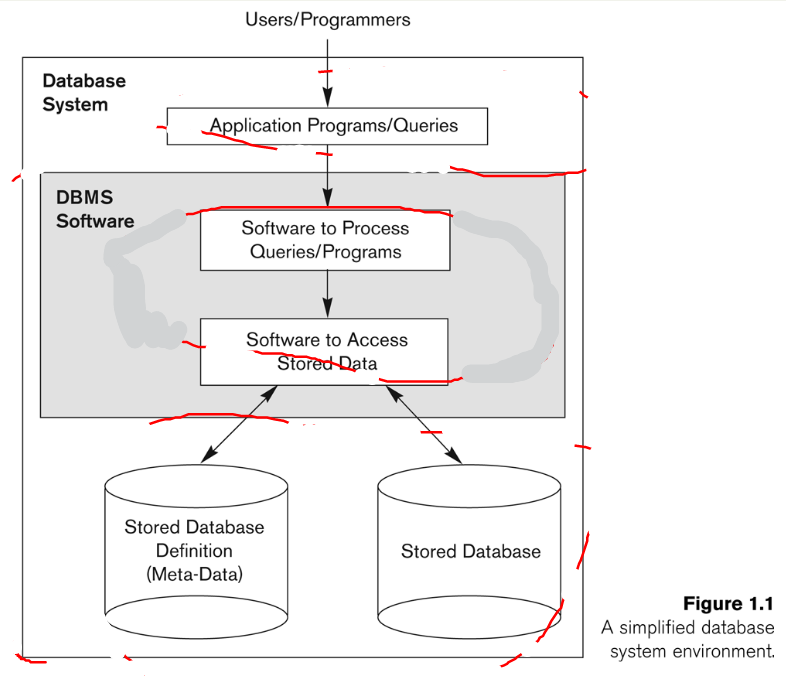 Users/Programmers
Database
System
Application Programs/Queries
DBMS
Software
Software to Process
Queries/Programs
Software to Access
Stored Data
Stored Database
Definition
(Meta-Data)
Stored Database
Figure 1.1
A simplified database
system environment.